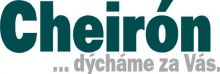 Cheirón
... dýcháme za Vás.